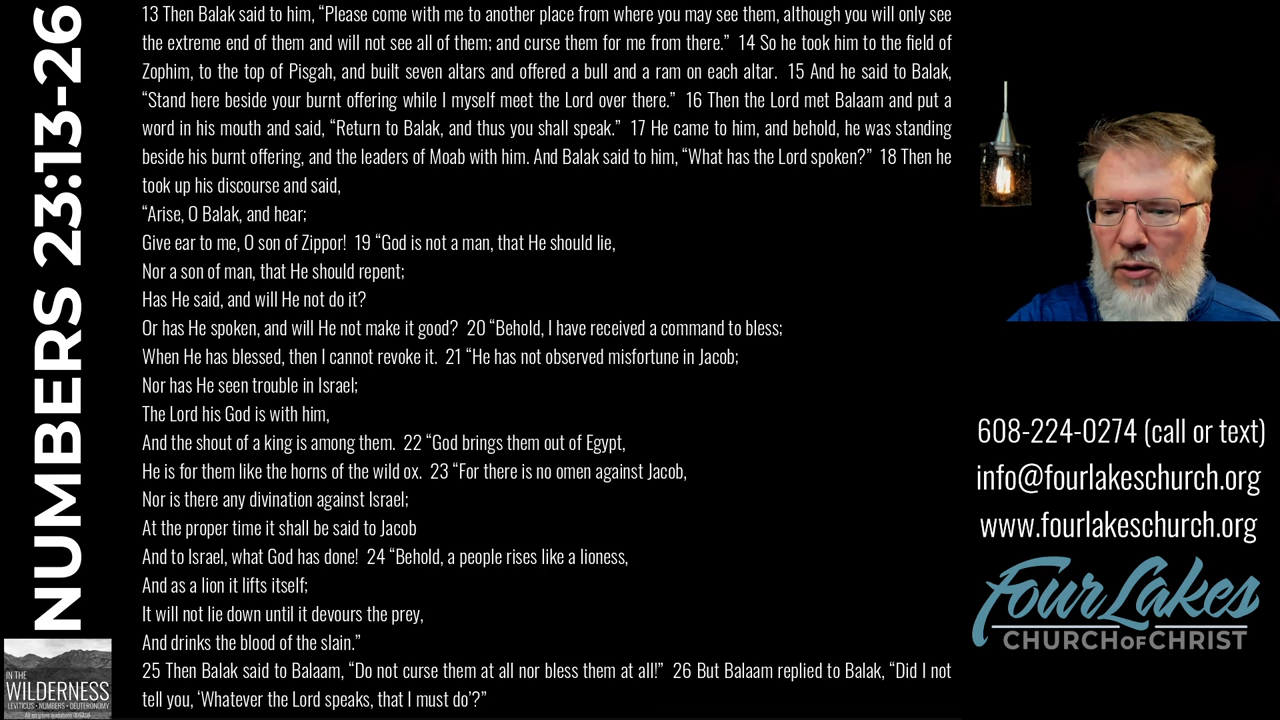 NUMBERS 23:13-26
13 Then Balak said to him, “Please come with me to another place from where you may see them, although you will only see
the extreme end of them and will not see all of them; and curse them for me from there.” 14 So he took him to the field of
Zophim, to the top of Pisgah, and built seven altars and offered a bull and a ram on each altar. 15 And he said to Balak,
“Stand here beside your burnt offering while I myself meet the Lord over there.” 16 Then the Lord met Balaam and put a
word in his mouth and said, “Return to Balak, and thus you shall speak.” 17 He came to him, and behold, he was standing
beside his burnt offering, and the leaders of Moab with him. And Balak said to him, “What has the Lord spoken?” 18 Then he
took up his discourse and said,
“Arise, O Balak, and hear;
Give ear to me, O son of Zippor! 19 “God is not a man, that He should lie,
Nor a son of man, that He should repent;
Has He said, and will He not do it?
Or has He spoken, and will He not make it good? 20 “Behold, I have received a command to bless;
When He has blessed, then I cannot revoke it. 21 “He has not observed misfortune in Jacob;
Nor has He seen trouble in Israel;
The Lord his God is with him,
And the shout of a king is among them. 22 “God brings them out of Egypt,
He is for them like the horns of the wild ox. 23 “For there is no omen against Jacob,
Nor is there any divination against Israel;
At the proper time it shall be said to Jacob
And to Israel, what God has done! 24 “Behold, a people rises like a lioness,
And as a lion it lifts itself;
It will not lie down until it devours the prey,
And drinks the blood of the slain.”
25 Then Balak said to Balaam, “Do not curse them at all nor bless them at all!” 26 But Balaam replied to Balak, “Did I not
tell you, ‘Whatever the Lord speaks, that I must do’?”
608-224-0274 (call or text)
info@fourlakeschurch.org
www.fourlakeschurch.org
Four Lakes
CHURCH OF CHRIST
IN THE
WILDERNESS
LEVITICUS • NUMBERS • DEUTERONOMY